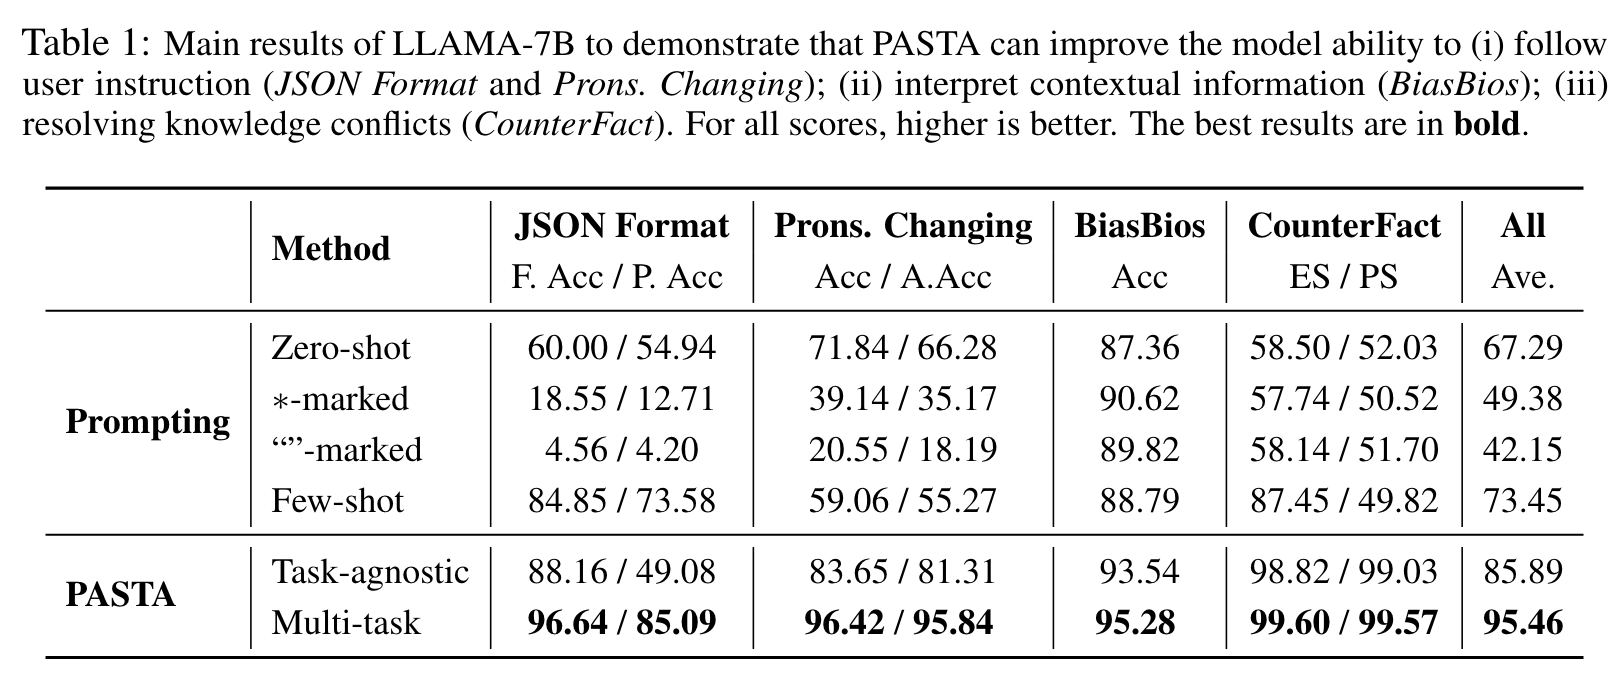 Table 1: Main results of LLAMA-7B to demonstrate that PASTA can improve the model ability to (i) follow
user instruction (JSON Format and Prons. Changing); (ii) interpret contextual information (BiasBios); (iii)
resolving knowledge conflicts (CounterFact). For all scores, higher is better. The best results are in bold.
Method JSON Format Prons. Changing BiasBios CounterFact All
F. Acc / P. Acc Acc / A.Acc Acc ES / PS Ave.
Prompting
Zero-shot 60.00 / 54.94 71.84 / 66.28 87.36 58.50 / 52.03 67.29
∗-marked 18.55 / 12.71 39.14 / 35.17 90.62 57.74 / 50.52 49.38
“”-marked 4.56 / 4.20 20.55 / 18.19 89.82 58.14 / 51.70 42.15
Few-shot 84.85 / 73.58 59.06 / 55.27 88.79 87.45 / 49.82 73.45
PASTA
Task-agnostic 88.16 / 49.08 83.65 / 81.31 93.54 98.82 / 99.03 85.89
Multi-task 96.64 / 85.09 96.42 / 95.84 95.28 99.60 / 99.57 95.46